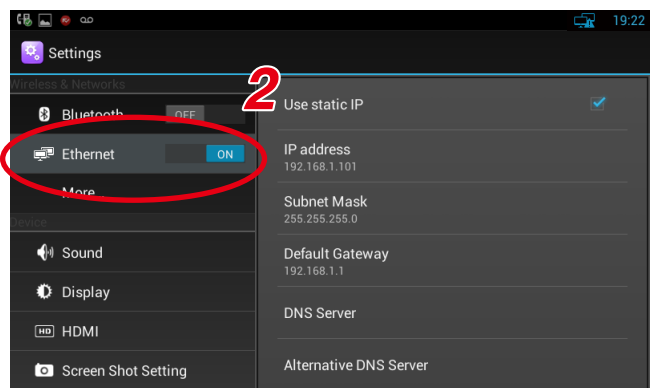 19:22
Settings
Wireless & Networks
2
Bluetooth OFF
Use static IP
Ethernet ON
IP address
192.168.1.101
More...
Subnet Mask
255.255.255.0
Device
Sound
Default Gateway
192.168.1.1
Display
DNS Server
HD HDMI
Screen Shot Setting
Alternative DNS Server